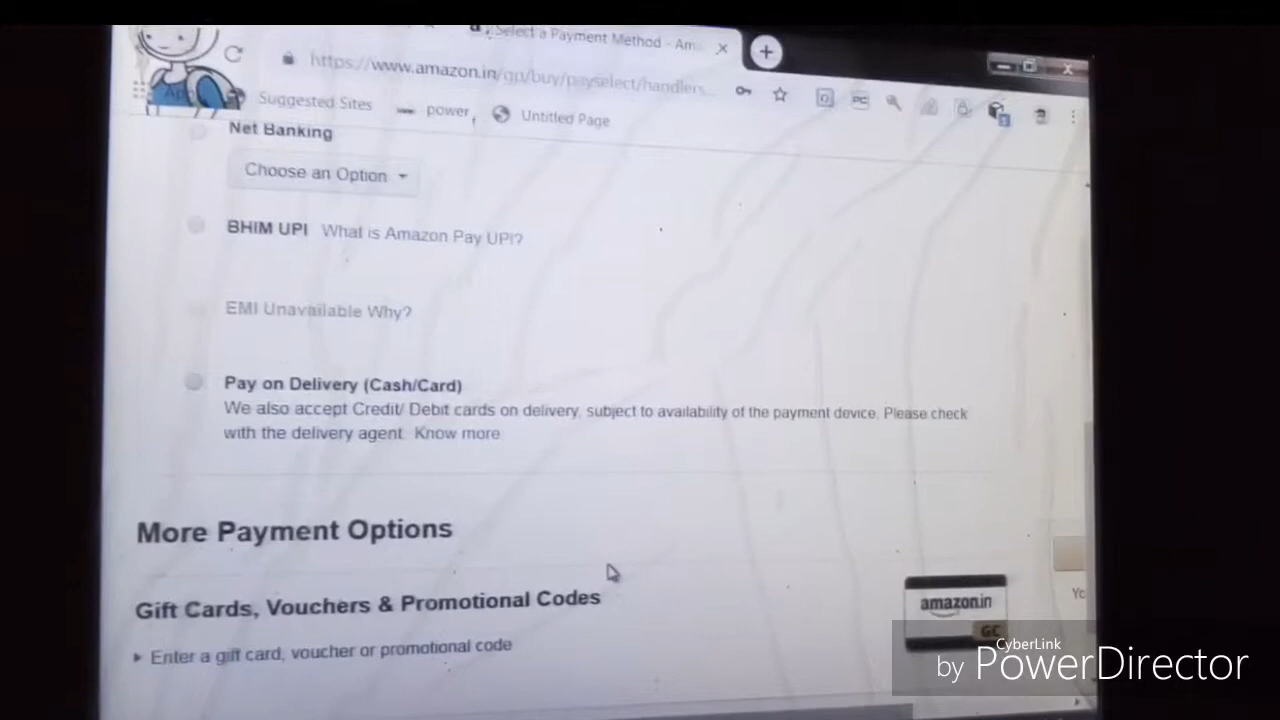 Select a Payment Method - Am...
https://www.amazon.in/gp/buy/payselect/handlers...
Suggested Sites power Untitled Page
Net Banking
Choose an Option
BHIM UPI What is Amazon Pay UPI?
EMI Unavailable Why?
Pay on Delivery (Cash/Card)
We also accept Credit/ Debit cards on delivery, subject to availability of the payment device. Please check
with the delivery agent. Know more
More Payment Options
Gift Cards, Vouchers & Promotional Codes
Enter a gift card, voucher or promotional code
amazon.in
GC
Yo
CyberLink
by PowerDirector